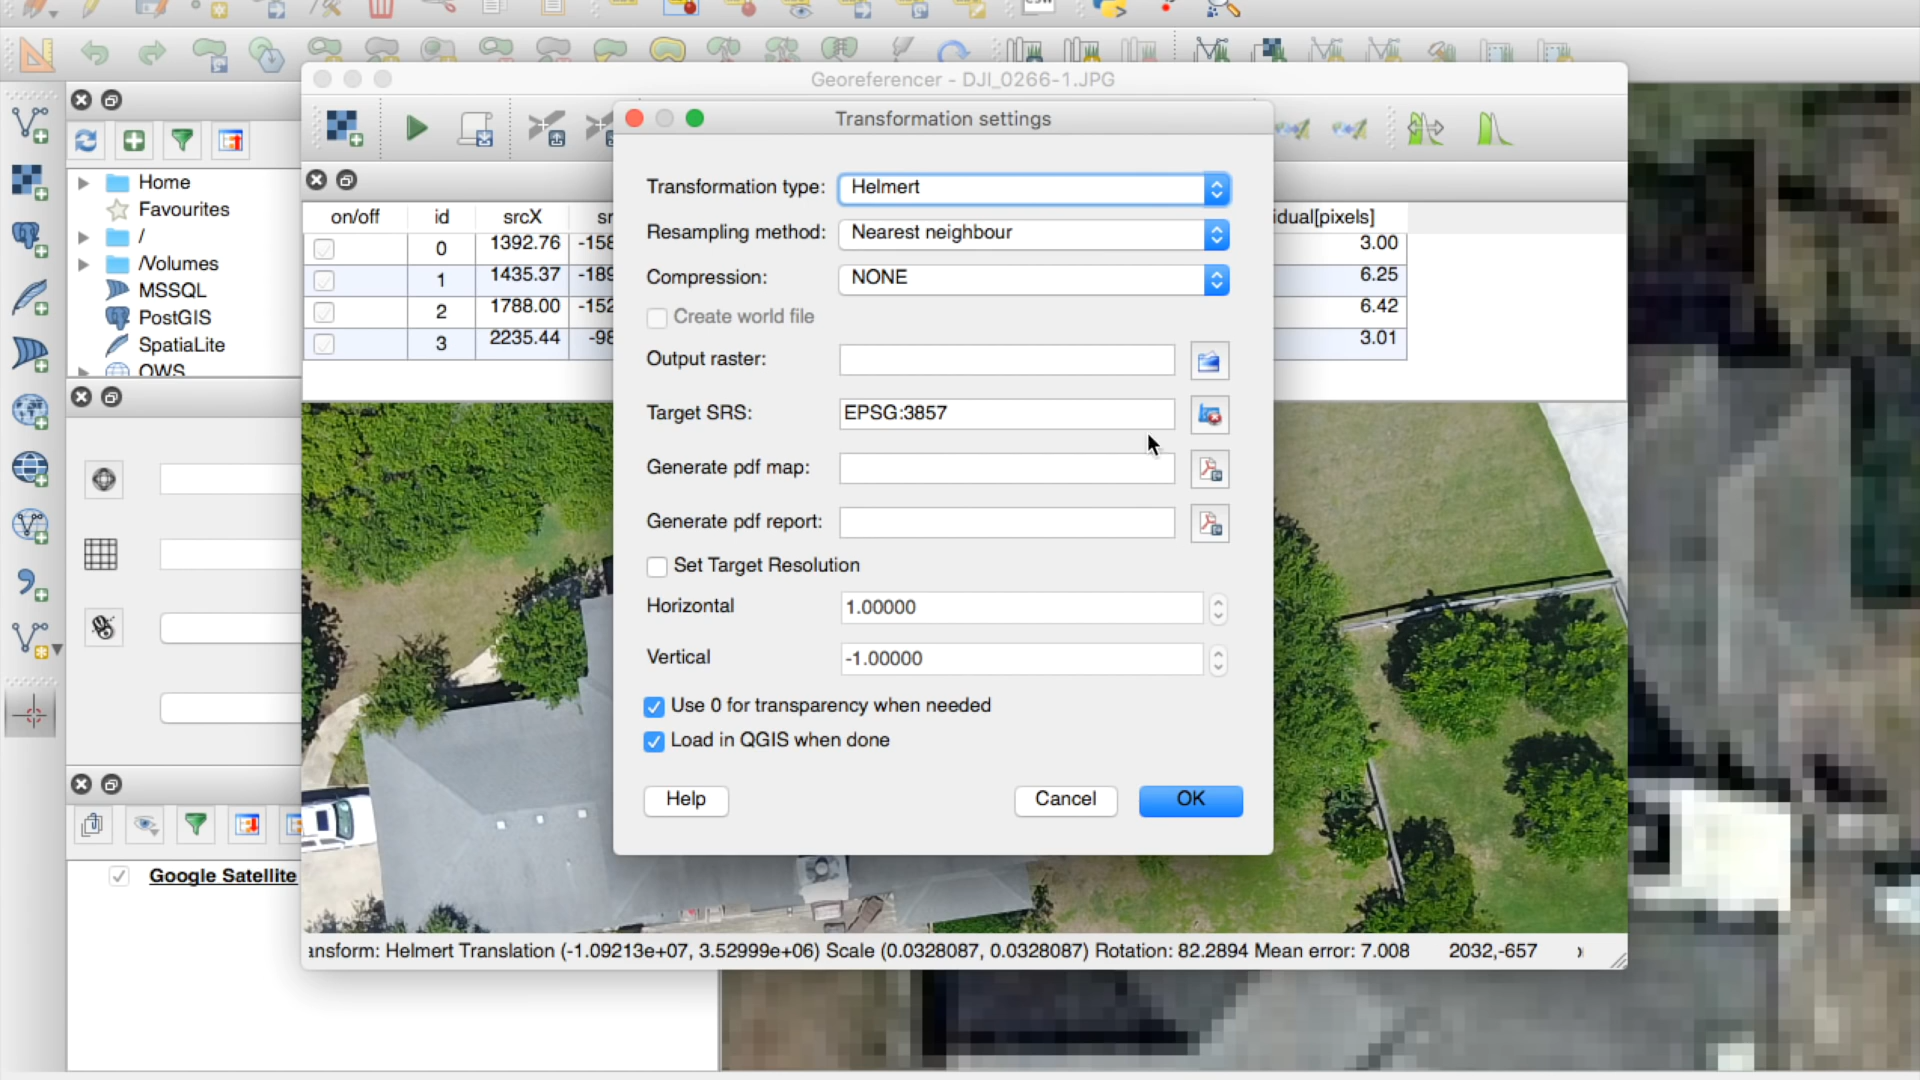 Georeferencer - DJI_0266-1.JPG
Transformation settings
Home
Favourites
/
/Volumes
MSSQL
PostGIS
SpatiaLite
OWS
on/off id srcX idual[pixels]
0 1392.76 3.00
1 1435.37 6.25
2 1788.00 6.42
3 2235.44 3.01
Transformation type: Helmert
Resampling method: Nearest neighbour
Compression: NONE
Create world file
Output raster:
Target SRS: EPSG:3857
Generate pdf map:
Generate pdf report:
Set Target Resolution
Horizontal 1.00000
Vertical -1.00000
Use 0 for transparency when needed
Load in QGIS when done
Help Cancel OK
Google Satellite
ansform: Helmert Translation (-1.09213e+07, 3.52999e+06) Scale (0.0328087, 0.0328087) Rotation: 82.2894 Mean error: 7.008 2032,-657